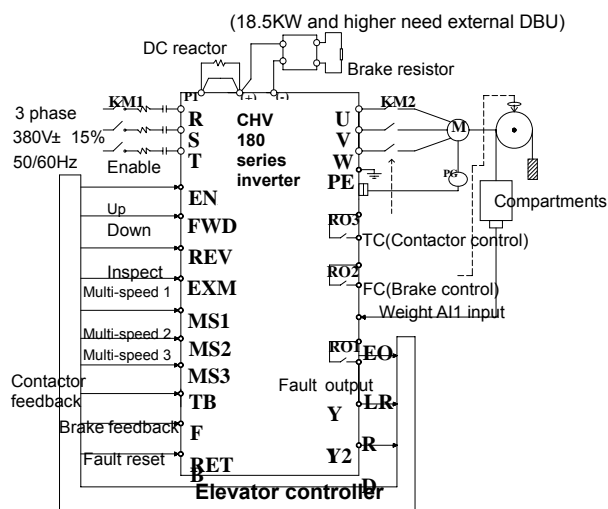 (18.5KW and higher need external DBU)
DC reactor
Brake resistor
P1
(+)
(-)
KM1
KM2
3 phase
380V± 15%
50/60Hz
R
S
T
CHV
180
series
inverter
U
V
W
PE
M
PG
Compartments
Enable
EN
Up
FWD
Down
REV
Inspect
EXM
Multi-speed 1
MS1
Multi-speed 2
MS2
Multi-speed 3
MS3
Contactor
feedback
TB
Brake feedback
F
Fault reset
RET
B
RO3
TC(Contactor control)
RO2
FC(Brake control)
Weight AI1 input
RO1
EO
Fault output
Y
LR
1
Y2
R
D
Elevator controller